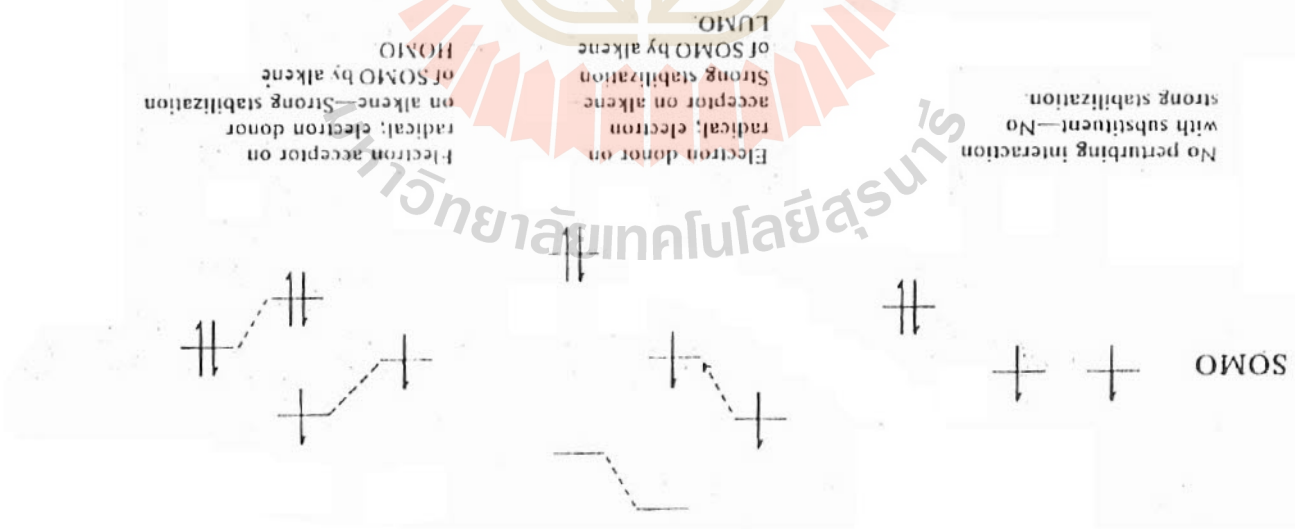 SOMO
No perturbing interaction
with substituent—No
strong stabilization.
Electron donor on
radical; electron
acceptor on alkene
Strong stabilization
of SOMO by alkene
LUMO.
Electron acceptor on
radical; electron donor
on alkene—Strong stabilization
of SOMO by alkene
HOMO.
มหาวิทยาลัยเทคโนโลยีสุรนารี